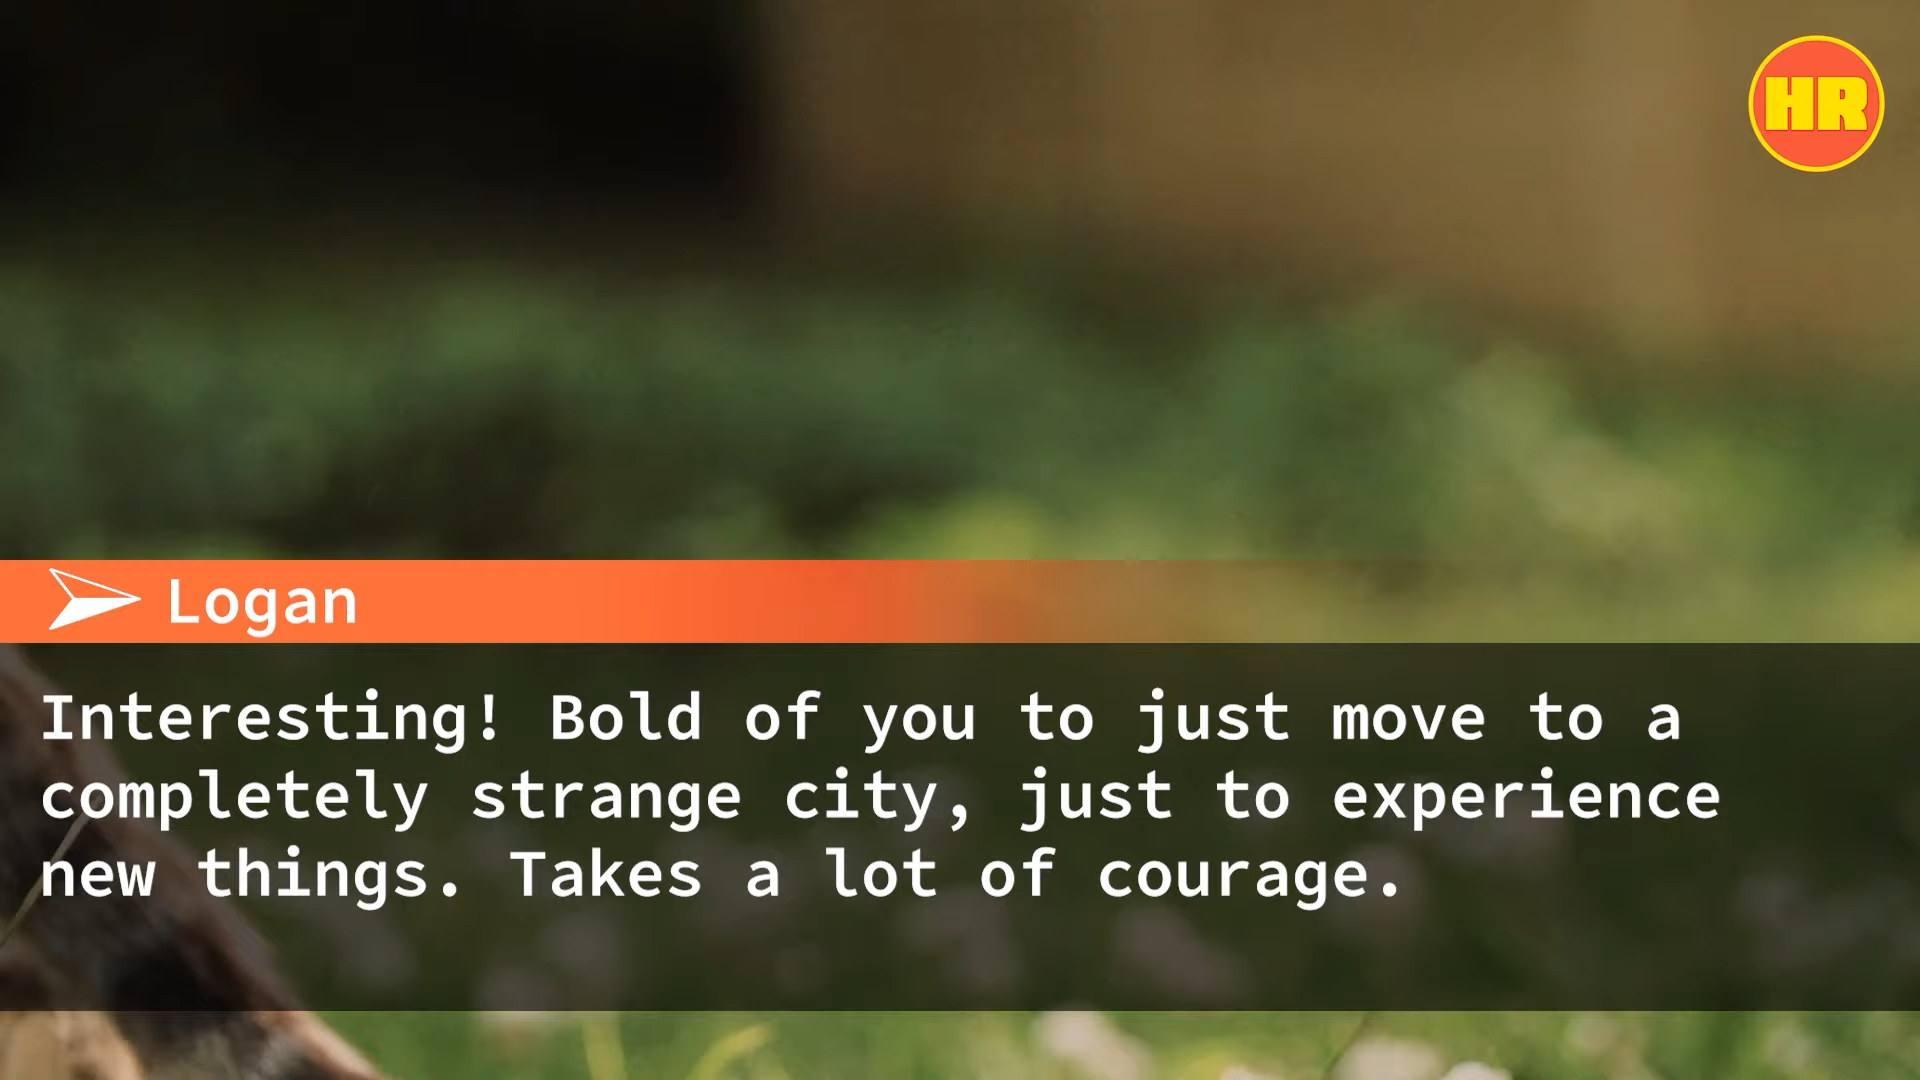 HR
Logan
Interesting! Bold of you to just move to a
completely strange city, just to experience
new things. Takes a lot of courage.